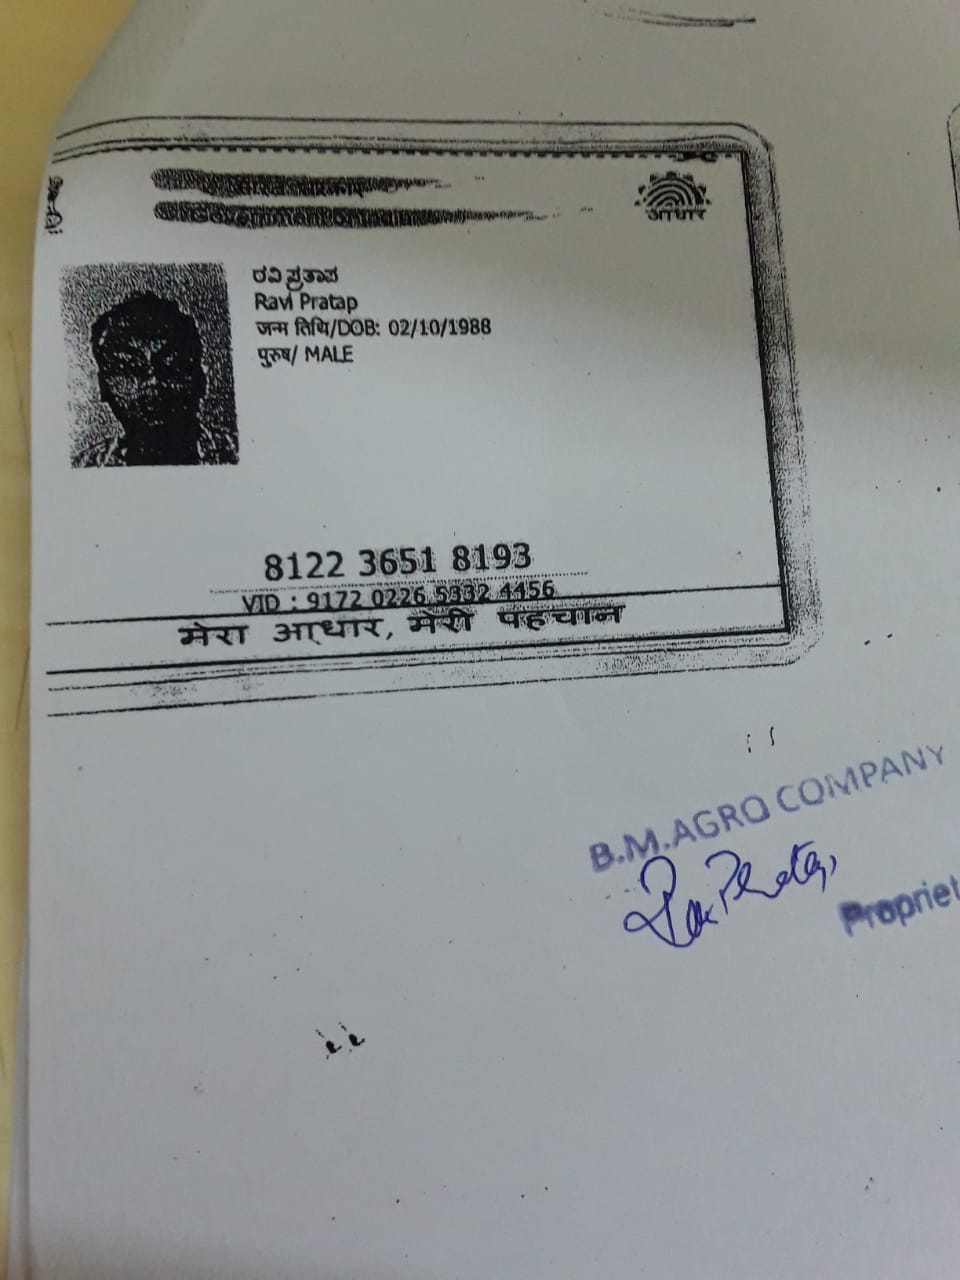 आधार
ರವಿ ಪ್ರತಾಪ
Ravi Pratap
जन्म तिथि/DOB: 02/10/1988
पुरुष/ MALE
8122 3651 8193
VID : 9172 0226 5332 4456
मेरा आधार, मेरी पहचान
B.M.AGRO COMPANY
Propriet